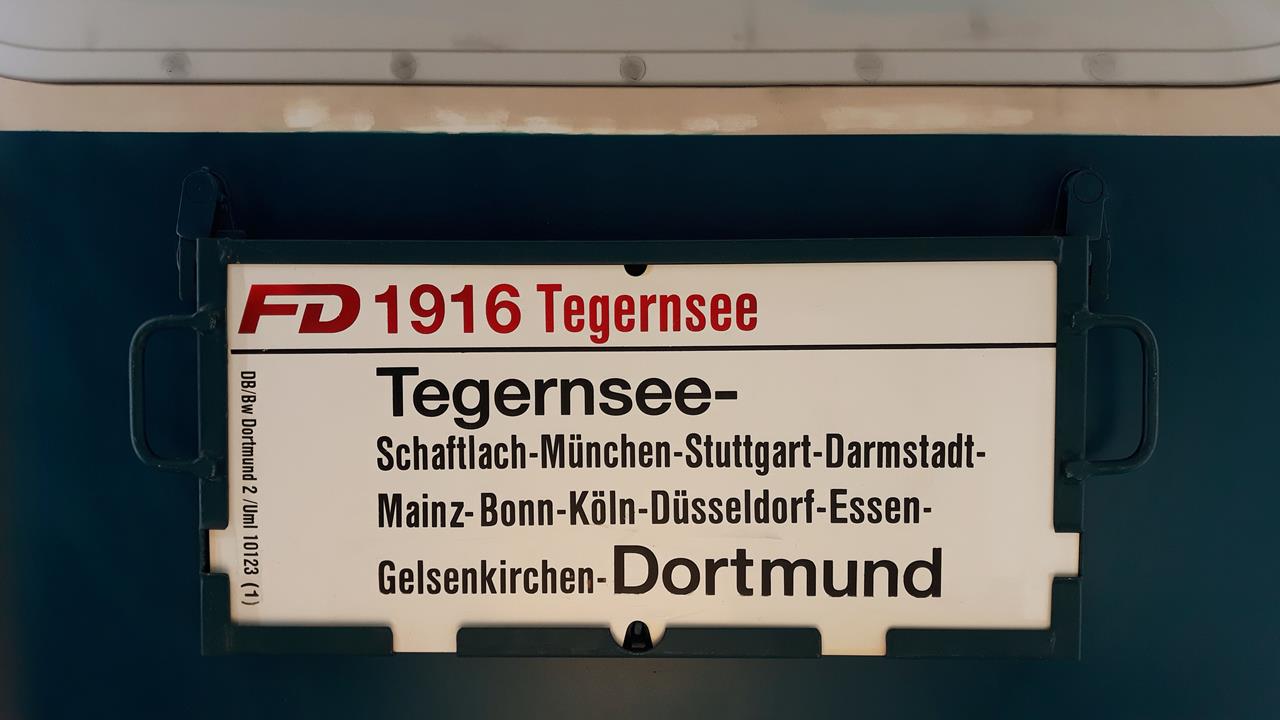 FD 1916 Tegernsee
Tegernsee-
Schaftlach-München-Stuttgart-Darmstadt-
Mainz-Bonn-Köln-Düsseldorf-Essen-
Gelsenkirchen-Dortmund
DB/Bw Dortmund 2 /Uml 10123 (1)